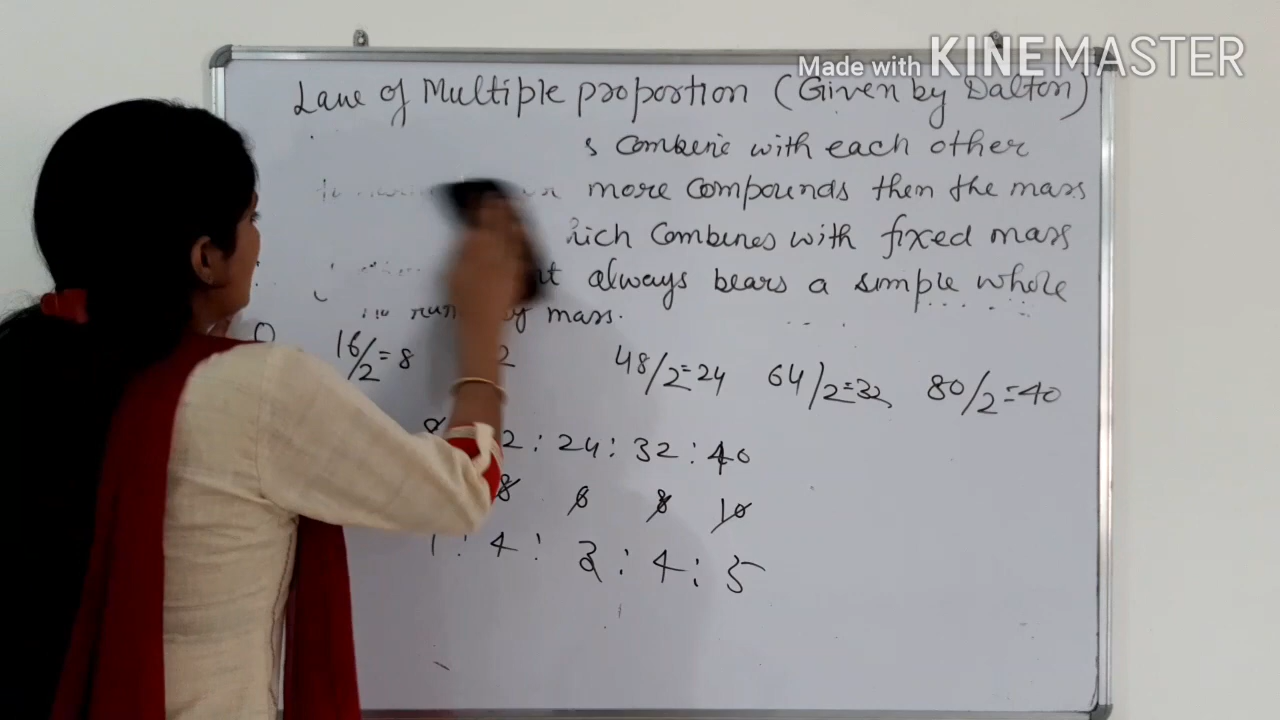 Made with KINEMASTER
Law of Multiple proportion (Given by Dalton)
s combine with each other
more compounds then the mass
hich Combines with fixed mass
always bears a simple whole
by mass.
16/2=8 2 48/2=24 64/2=32 80/2=40
8 2 : 24 : 32 : 40
8 6 8 10
1 : 4 : 3 : 4 : 5